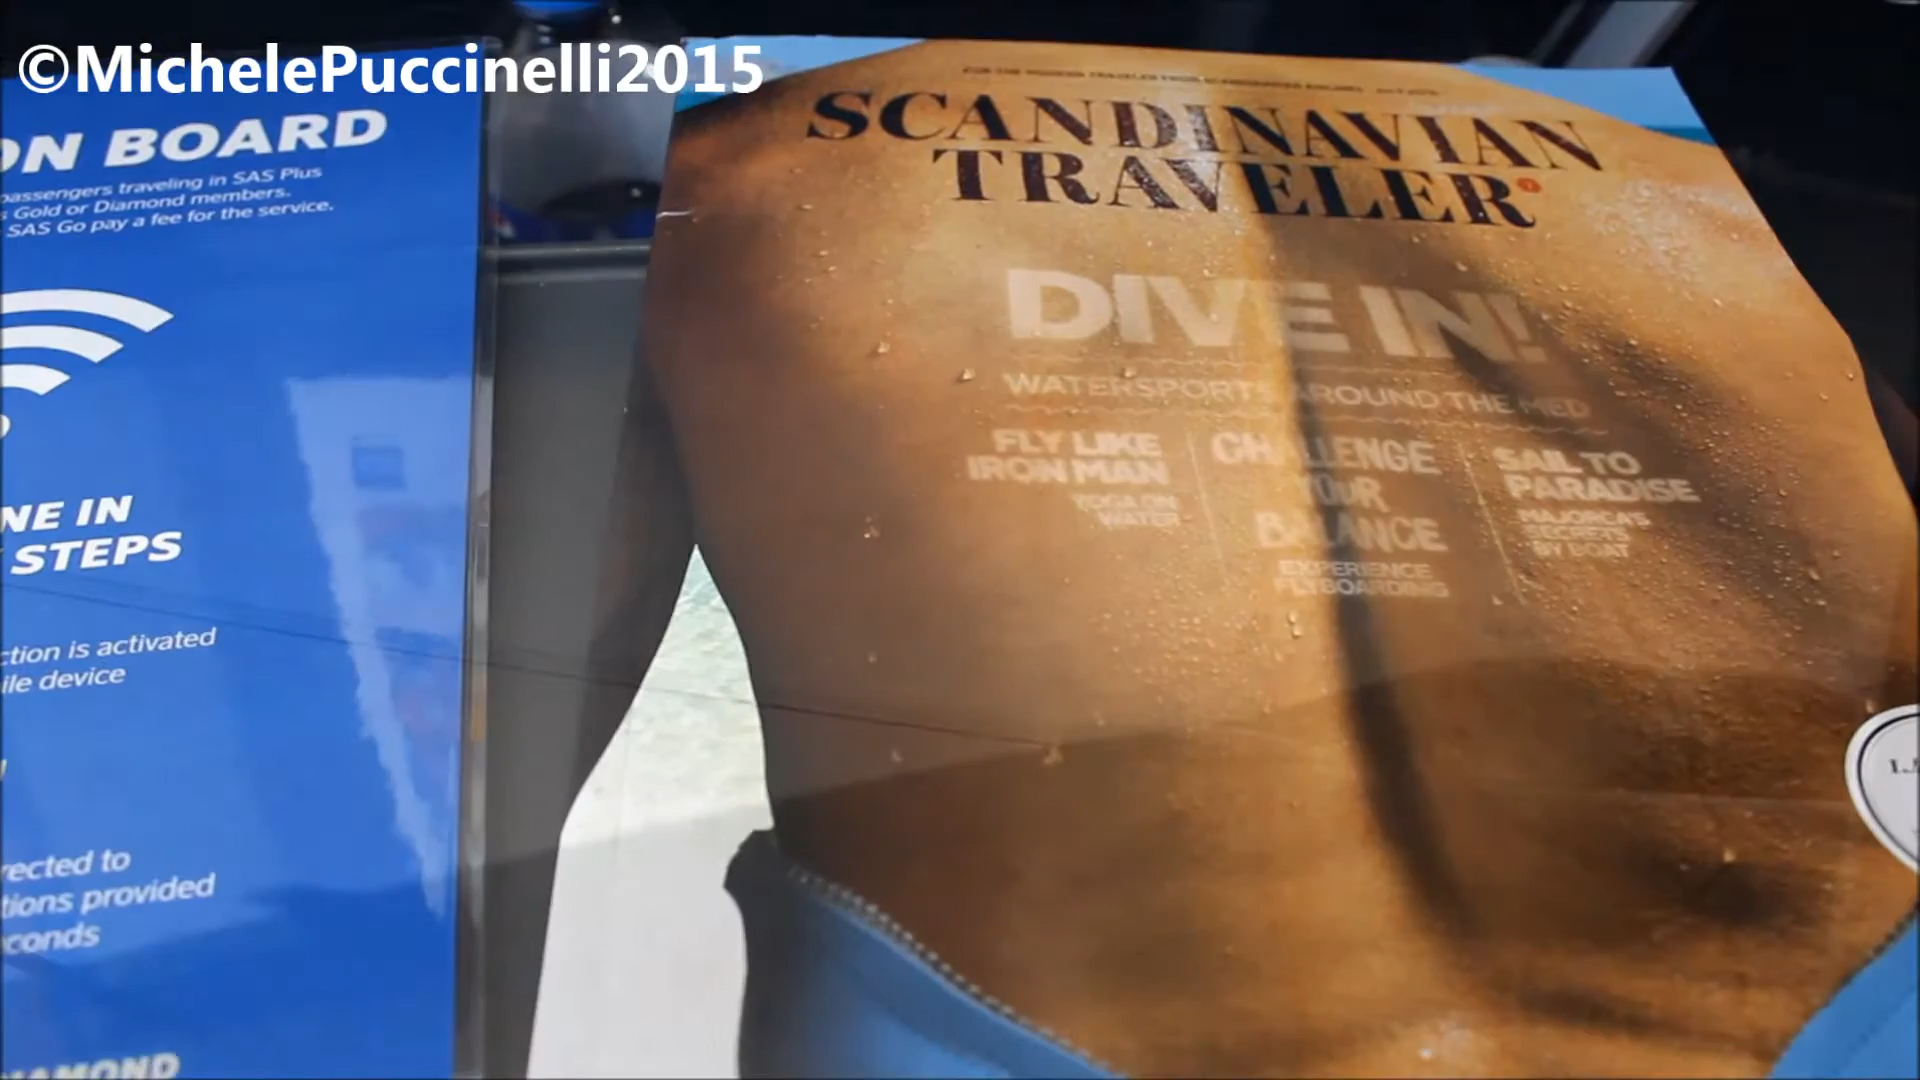 ©MichelePuccinelli2015
ON BOARD
passengers traveling in SAS Plus
Gold or Diamond members.
SAS Go pay a fee for the service.
NE IN
STEPS
ction is activated
ile device
rected to
tions provided
conds
AMOND
SCANDINAVIAN
TRAVELER
DIVE IN!
WATERSPORTS AROUND THE MED
FLY LIKE
IRON MAN
YOGA ON
WATER
CHALLENGE
YOUR
BALANCE
EXPERIENCE
FLYBOARDING
SAIL TO
PARADISE
MAJORCA'S
SECRETS
BY BOAT